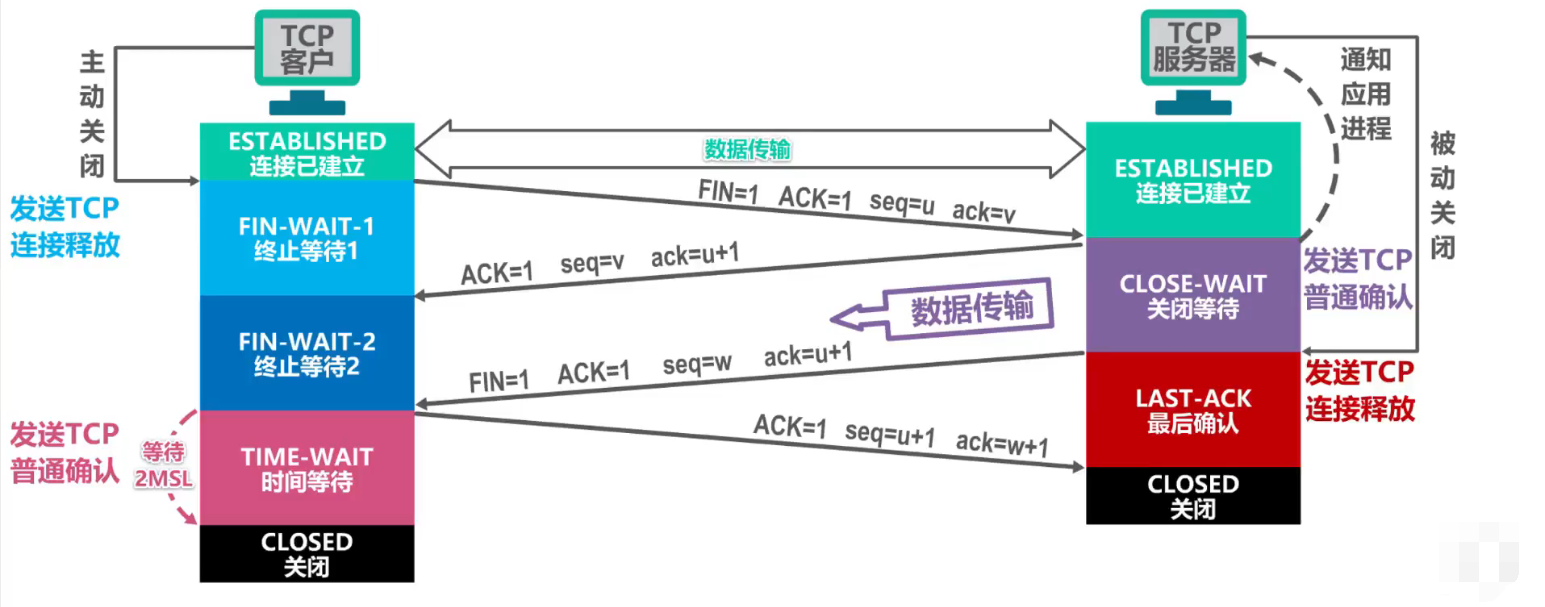 TCP
客户
TCP
服务器
主动关闭
通知
应用
进程
被动关闭
ESTABLISHED
连接已建立
数据传输
ESTABLISHED
连接已建立
FIN=1 ACK=1 seq=u ack=v
发送TCP
连接释放
FIN-WAIT-1
终止等待1
ACK=1 seq=v ack=u+1
CLOSE-WAIT
关闭等待
发送TCP
普通确认
数据传输
FIN-WAIT-2
终止等待2
FIN=1 ACK=1 seq=w ack=u+1
LAST-ACK
最后确认
发送TCP
连接释放
发送TCP
普通确认
等待
2MSL
TIME-WAIT
时间等待
ACK=1 seq=u+1 ack=w+1
CLOSED
关闭
CLOSED
关闭